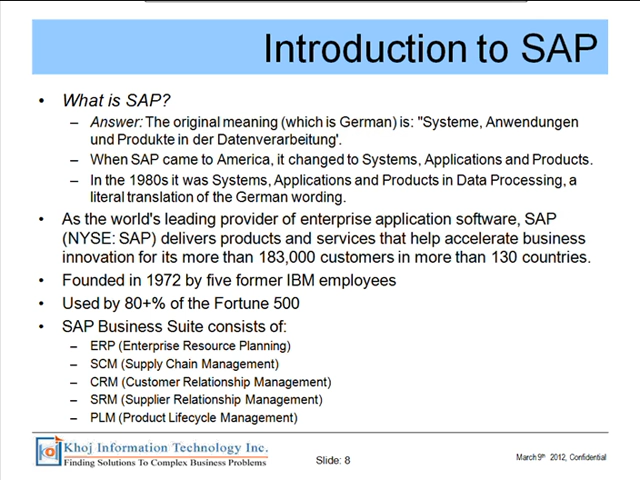 Introduction to SAP
• What is SAP?
– Answer: The original meaning (which is German) is: "Systeme, Anwendungen
und Produkte in der Datenverarbeitung'.
– When SAP came to America, it changed to Systems, Applications and Products.
– In the 1980s it was Systems, Applications and Products in Data Processing, a
literal translation of the German wording.
• As the world's leading provider of enterprise application software, SAP
(NYSE: SAP) delivers products and services that help accelerate business
innovation for its more than 183,000 customers in more than 130 countries.
• Founded in 1972 by five former IBM employees
• Used by 80+% of the Fortune 500
• SAP Business Suite consists of:
– ERP (Enterprise Resource Planning)
– SCM (Supply Chain Management)
– CRM (Customer Relationship Management)
– SRM (Supplier Relationship Management)
– PLM (Product Lifecycle Management)
Khoj Information Technology Inc.
Finding Solutions To Complex Business Problems
Slide: 8
March 9th 2012, Confidential